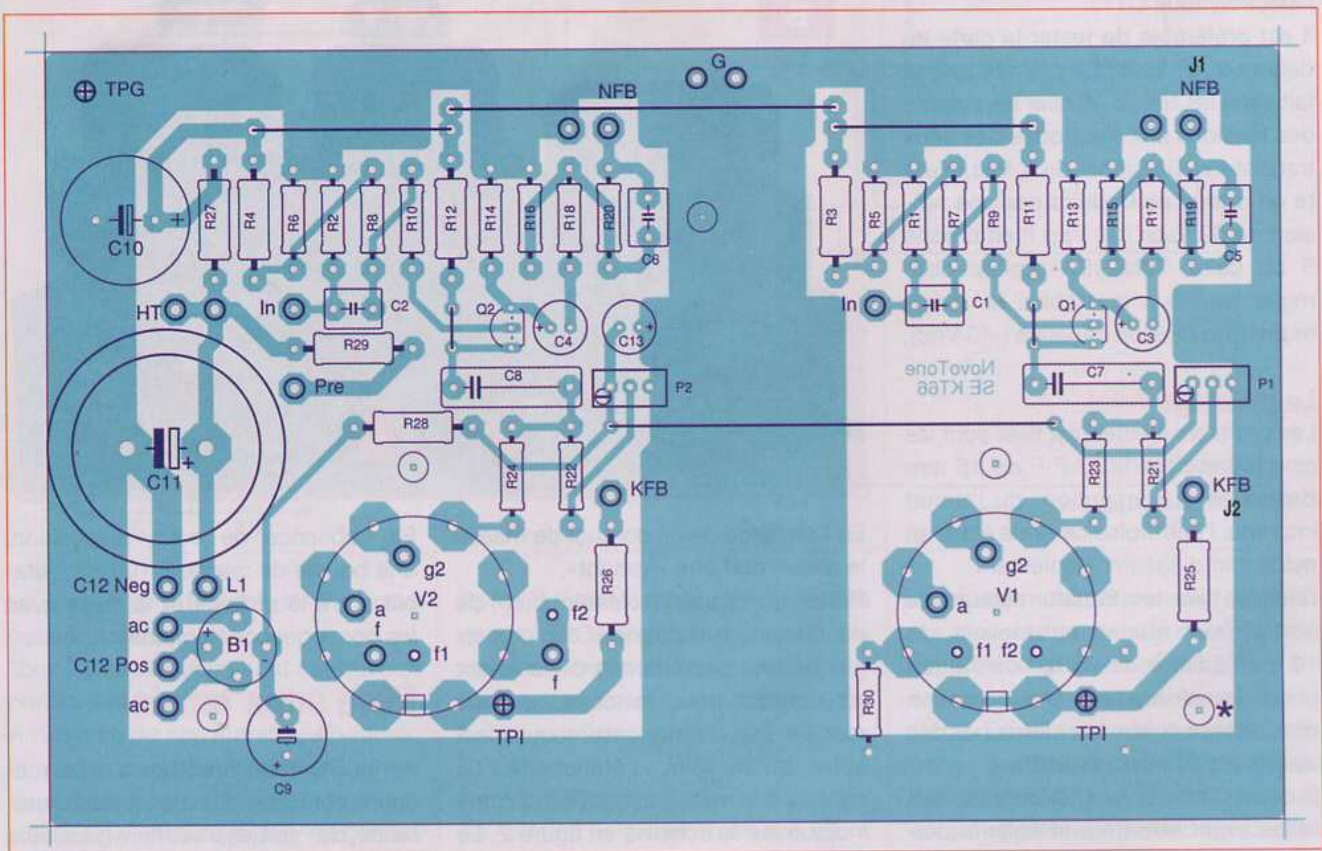 TPG
NFB
G
J1
NFB
C10
R27
R4
R6
R2
R8
R10
R12
R14
R16
R18
R20
C6
R3
R5
R1
R7
R9
R11
R13
R15
R17
R19
C5
HT
In
C2
Q2
C4
C13
In
C1
Q1
C3
R29
Pre
C8
P2
NovoTone
SE KT66
C7
P1
R28
R24
R22
R23
R21
C11
KFB
KFB
J2
g2
V2
a
f
f1
R26
f2
f
g2
V1
a
f1
f2
R25
C12 Neg
L1
ac
B1
C12 Pos
ac
TPI
R30
TPI
*
C9